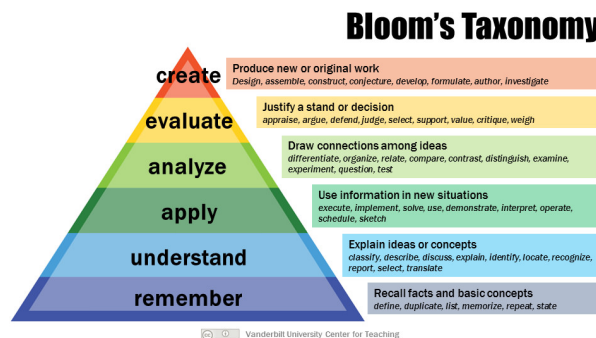 Bloom's Taxonomy
create
Produce new or original work
Design, assemble, construct, conjecture, develop, formulate, author, investigate
evaluate
Justify a stand or decision
appraise, argue, defend, judge, select, support, value, critique, weigh
analyze
Draw connections among ideas
differentiate, organize, relate, compare, contrast, distinguish, examine,
experiment, question, test
apply
Use information in new situations
execute, implement, solve, use, demonstrate, interpret, operate,
schedule, sketch
understand
Explain ideas or concepts
classify, describe, discuss, explain, identify, locate, recognize,
report, select, translate
remember
Recall facts and basic concepts
define, duplicate, list, memorize, repeat, state
cc
Vanderbilt University Center for Teaching